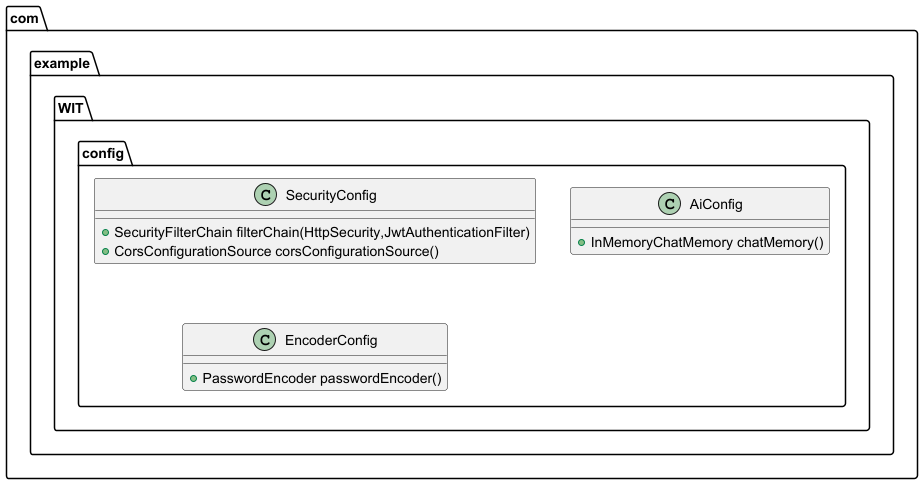 com
example
WIT
config
C SecurityConfig
SecurityFilterChain filterChain(HttpSecurity,JwtAuthenticationFilter)
CorsConfigurationSource corsConfigurationSource()
C AiConfig
InMemoryChatMemory chatMemory()
C EncoderConfig
PasswordEncoder passwordEncoder()